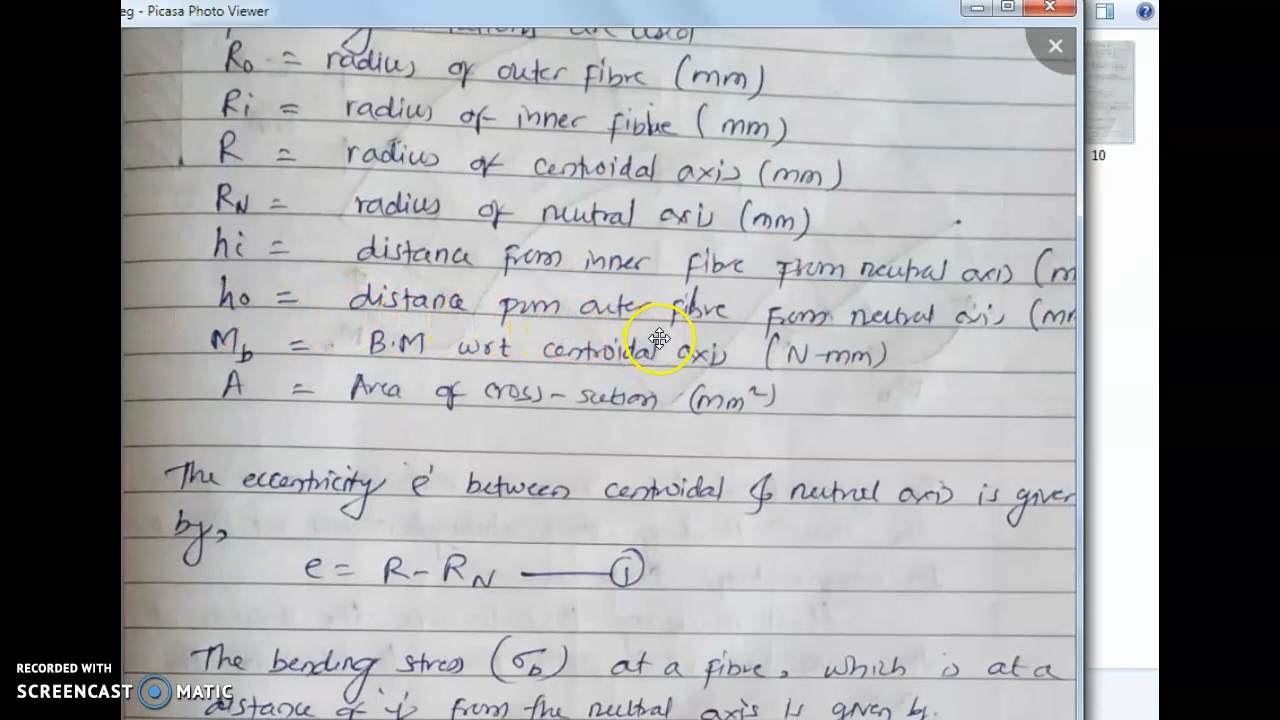 eg - Picasa Photo Viewer
are used
Ro = radius of outer fibre (mm)
Ri = radius of inner fibre (mm)
R = radius of centroidal axis (mm)
RN = radius of neutral axis (mm)
hi = distance from inner fibre from neutral axis (m
ho = distance from outer fibre from neutral axis (mm
Mb = B.M wrt centroidal axis (N-mm)
A = Area of cross-section (mm²)
10
The eccentricity 'e' between centroidal & neutral axis is given
by,
e = R - RN —— ①
The bending stress (σb) at a fibre, which is at a
distance of 'y' from the neutral axis is given by.
RECORDED WITH
SCREENCAST MATIC